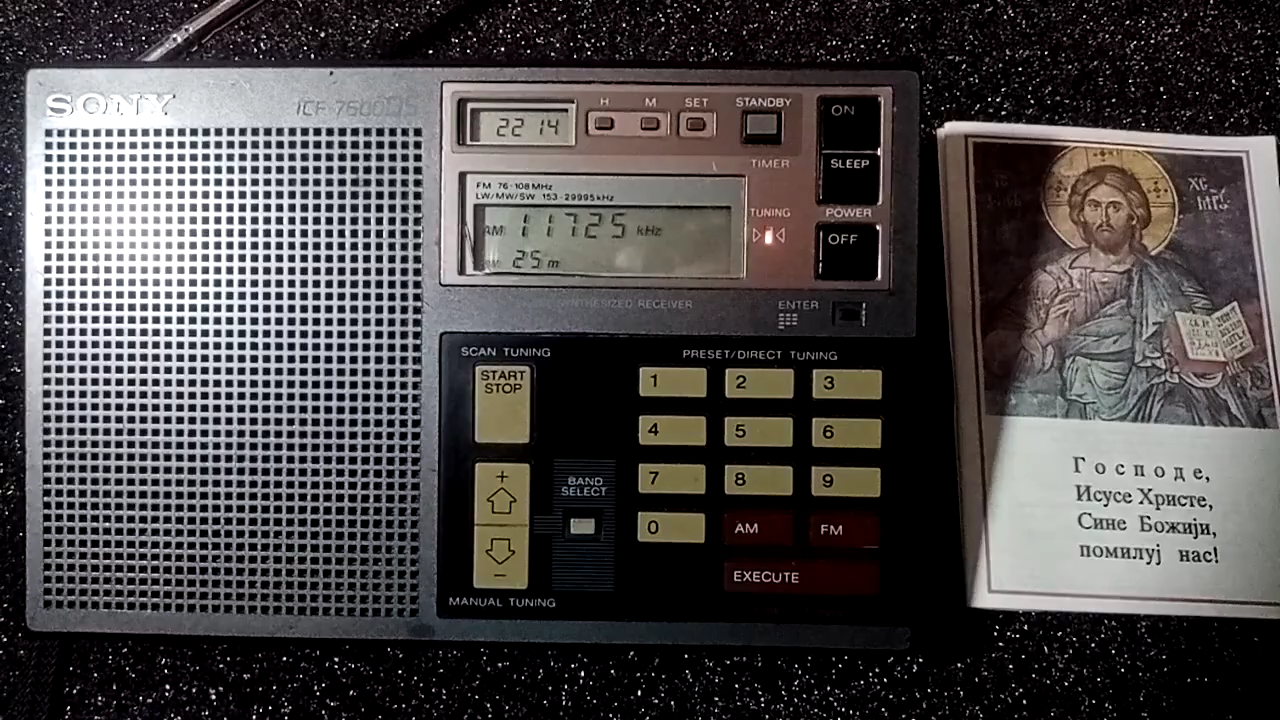 SONY
ICF-7600DS
22 14
H M SET STANDBY
TIMER
ON
SLEEP
POWER
OFF
FM 76-108 MHz
LW/MW/SW 153-29995 kHz
AM 11725 kHz
25 m
TUNING
SYNTHESIZED RECEIVER
ENTER
SCAN TUNING
START
STOP
+
-
MANUAL TUNING
BAND
SELECT
PRESET/DIRECT TUNING
1 2 3
4 5 6
7 8 9
0 AM FM
EXECUTE
Господе,
Исусе Христе,
Сине Божији,
помилуј нас!